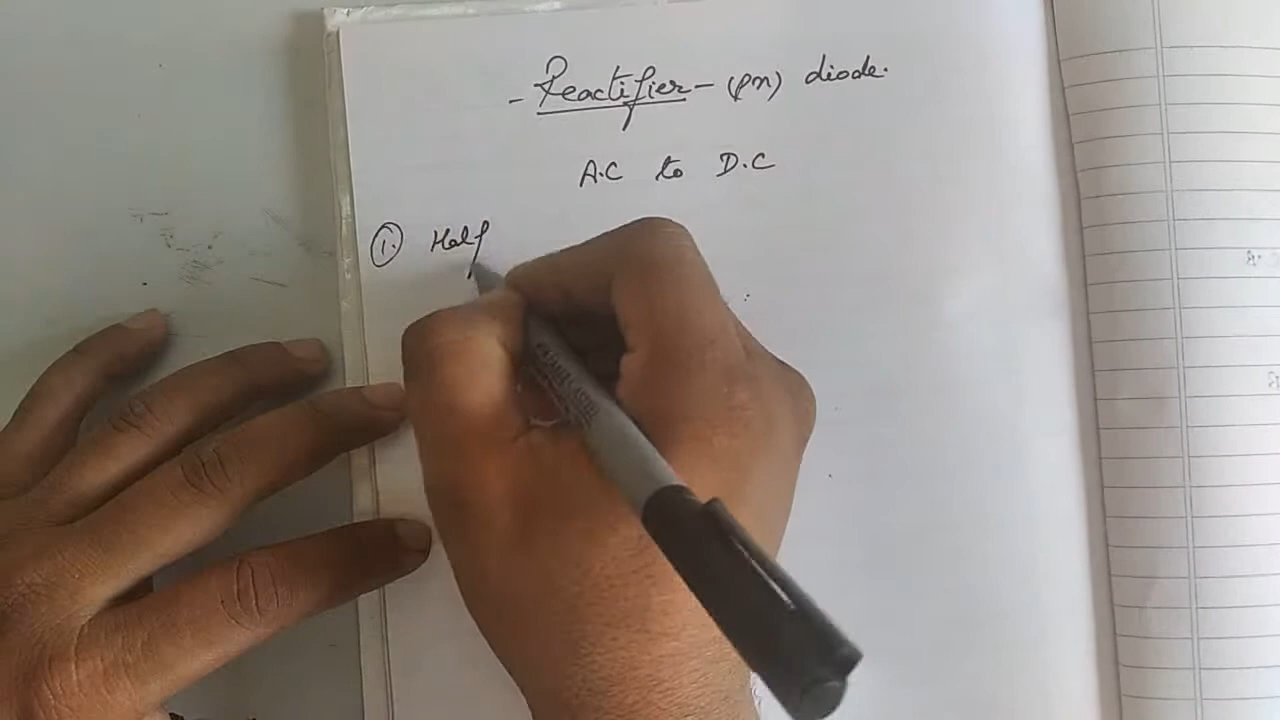 - Reactifier - (pn) diode.
A.C to D.C
1. Half